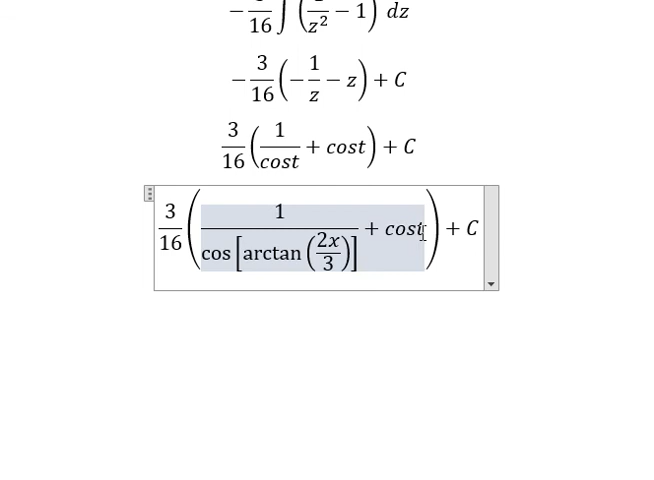 -3/16 ∫ (1/z² − 1) dz
-3/16 (−1/z − z) + C
3/16 (1/cost + cost) + C
3/16 (1/cos[arctan(2x/3)] + cost) + C